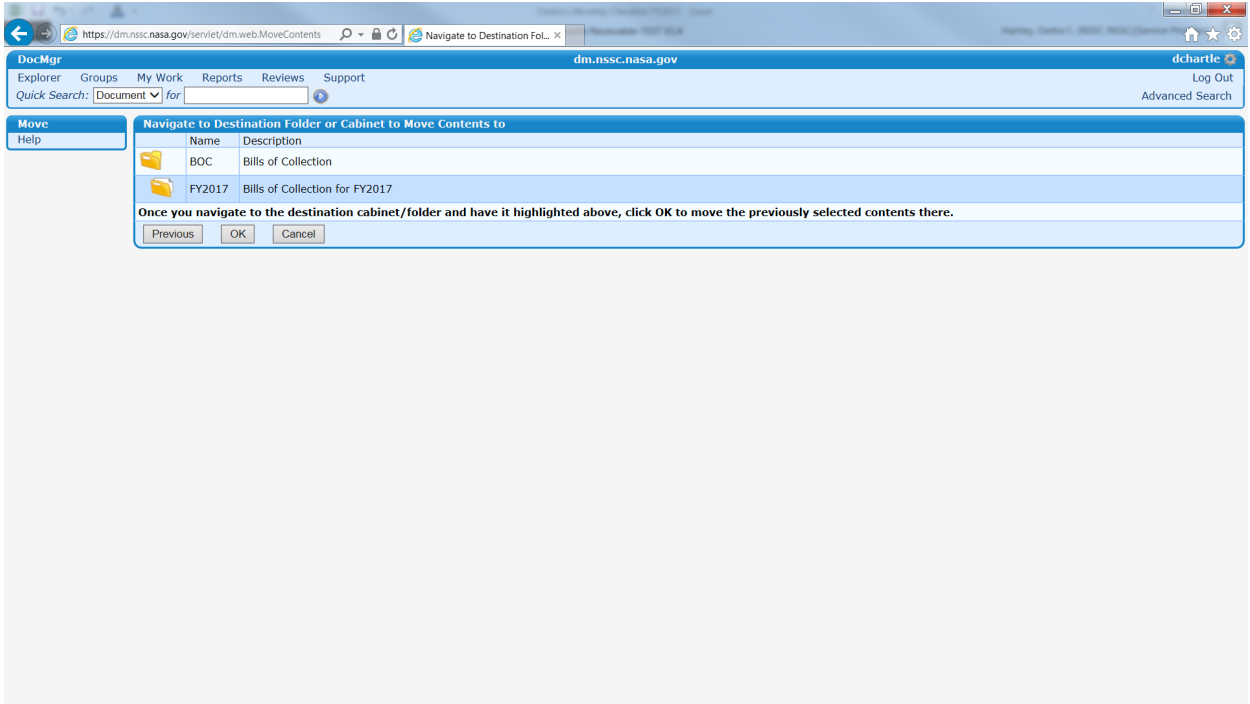 https://dm.nssc.nasa.gov/servlet/dm.web.MoveContents Navigate to Destination Fol... ×
DocMgr dm.nssc.nasa.gov dchartle
Explorer Groups My Work Reports Reviews Support Log Out
Quick Search: Document for Advanced Search
Move Navigate to Destination Folder or Cabinet to Move Contents to
Help Name Description
BOC Bills of Collection
FY2017 Bills of Collection for FY2017
Once you navigate to the destination cabinet/folder and have it highlighted above, click OK to move the previously selected contents there.
Previous OK Cancel